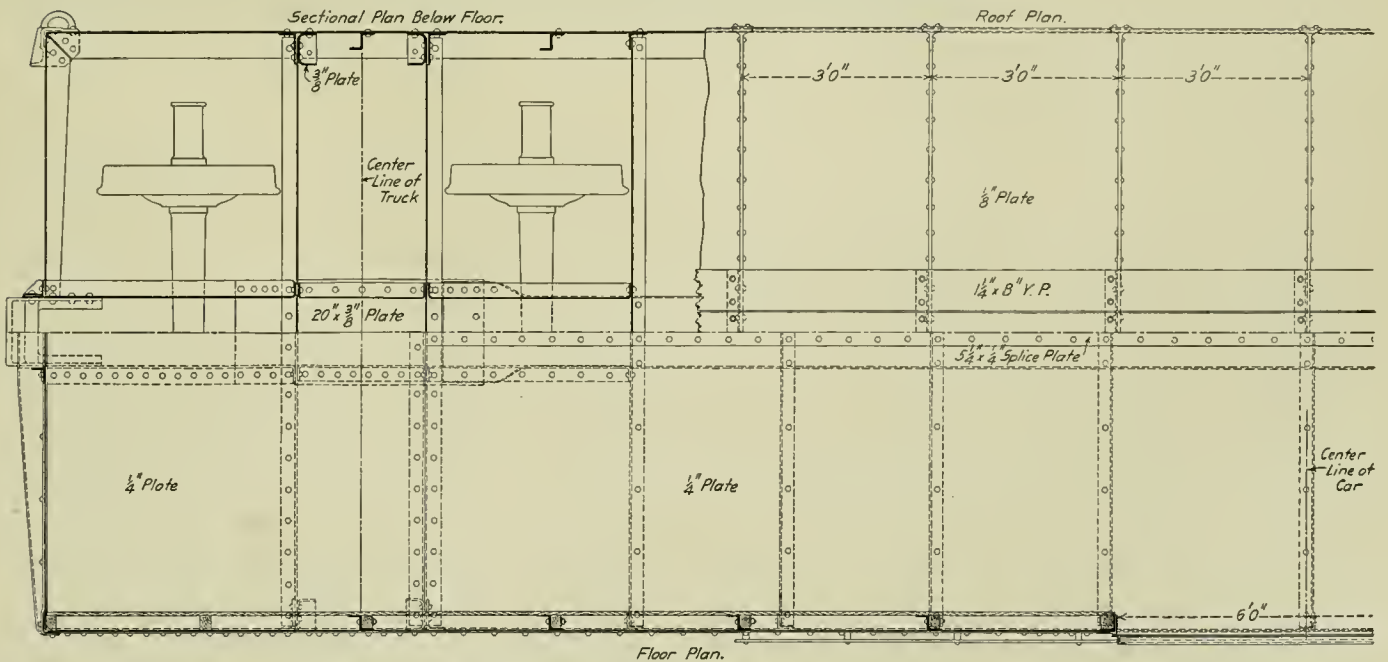 Sectional Plan Below Floor.
Roof Plan.
3/8" Plate
3'0"
3'0"
3'0"
Center
Line of
Truck
1/8" Plate
1 1/4" x 8" Y. P.
20" x 3/8" Plate
5 1/4" x 1/4" Splice Plate
1/4" Plate
1/4" Plate
Center
Line of
Car
6'0"
Floor Plan.